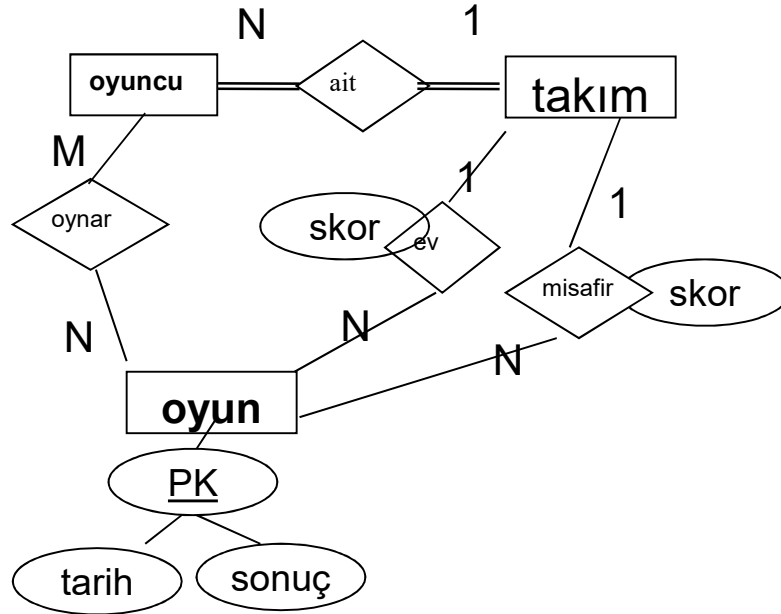 N
1
oyuncu
ait
takım
M
1
oynar
skor
ev
1
misafir
skor
N
N
N
oyun
PK
tarih
sonuç